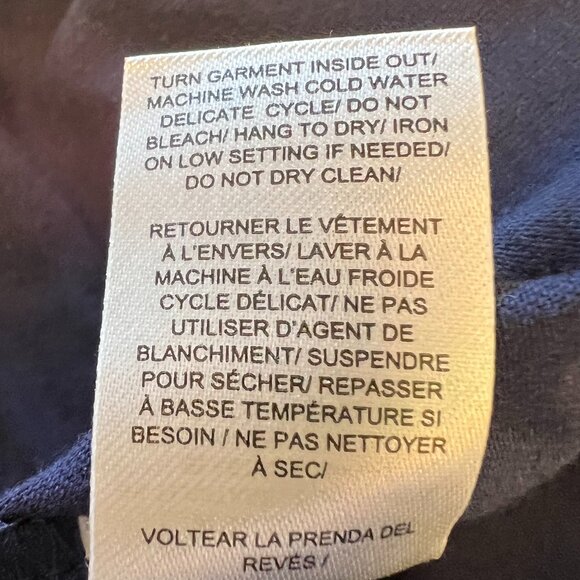 TURN GARMENT INSIDE OUT/
MACHINE WASH COLD WATER
DELICATE CYCLE/ DO NOT
BLEACH/ HANG TO DRY/ IRON
ON LOW SETTING IF NEEDED/
DO NOT DRY CLEAN/
RETOURNER LE VÉTEMENT
À L'ENVERS/ LAVER À LA
MACHINE À L'EAU FROIDE
CYCLE DÉLICAT/ NE PAS
UTILISER D'AGENT DE
BLANCHIMENT/ SUSPENDRE
POUR SÉCHER/ REPASSER
À BASSE TEMPÉRATURE SI
BESOIN / NE PAS NETTOYER
À SEC/
VOLTEAR LA PRENDA DEL
REVÉS /